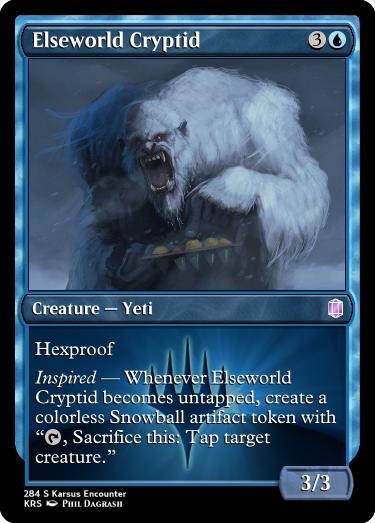 Elseworld Cryptid 3
Creature — Yeti
Hexproof
Inspired — Whenever Elseworld
Cryptid becomes untapped, create a
colorless Snowball artifact token with
“, Sacrifice this: Tap target
creature.”
3/3
284 S Karsus Encounter
KRS Phil Dagrash